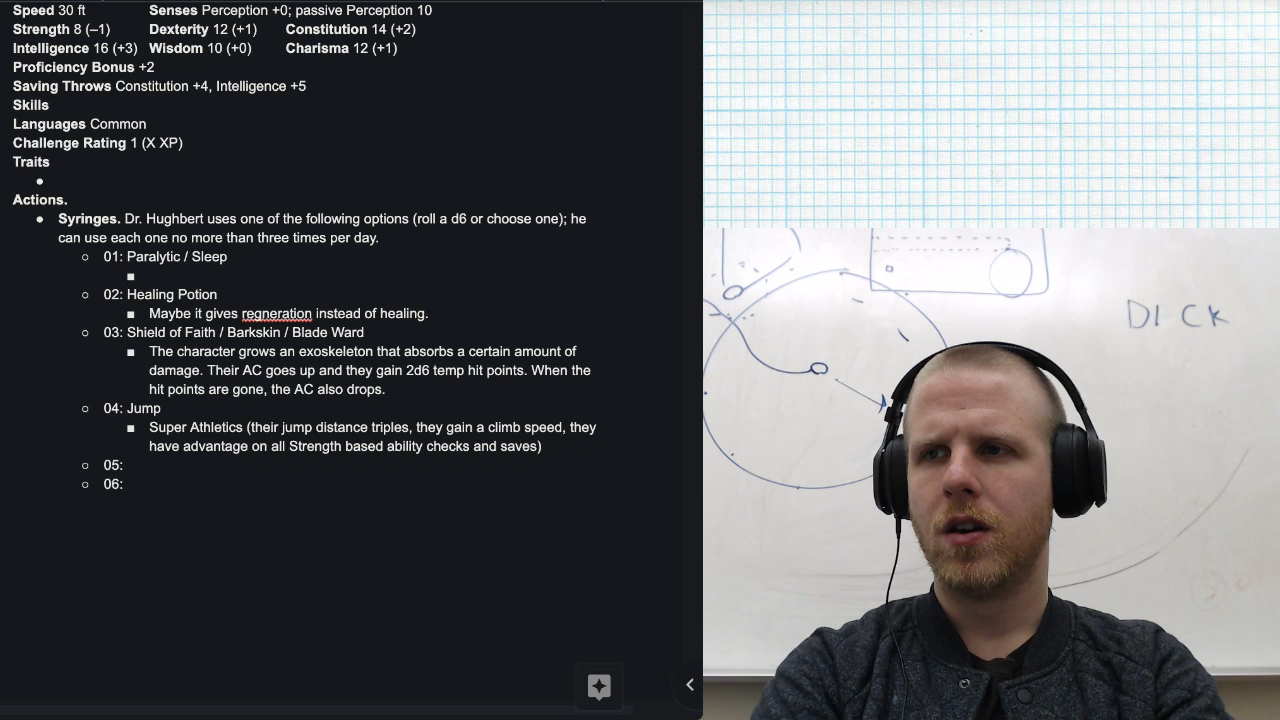 Speed 30 ft Senses Perception +0; passive Perception 10
Strength 8 (–1) Dexterity 12 (+1) Constitution 14 (+2)
Intelligence 16 (+3) Wisdom 10 (+0) Charisma 12 (+1)
Proficiency Bonus +2
Saving Throws Constitution +4, Intelligence +5
Skills
Languages Common
Challenge Rating 1 (X XP)
Traits
Actions.
Syringes. Dr. Hughbert uses one of the following options (roll a d6 or choose one); he
can use each one no more than three times per day.
01: Paralytic / Sleep
02: Healing Potion
Maybe it gives regneration instead of healing.
03: Shield of Faith / Barkskin / Blade Ward
The character grows an exoskeleton that absorbs a certain amount of
damage. Their AC goes up and they gain 2d6 temp hit points. When the
hit points are gone, the AC also drops.
04: Jump
Super Athletics (their jump distance triples, they gain a climb speed, they
have advantage on all Strength based ability checks and saves)
05:
06:
DICK